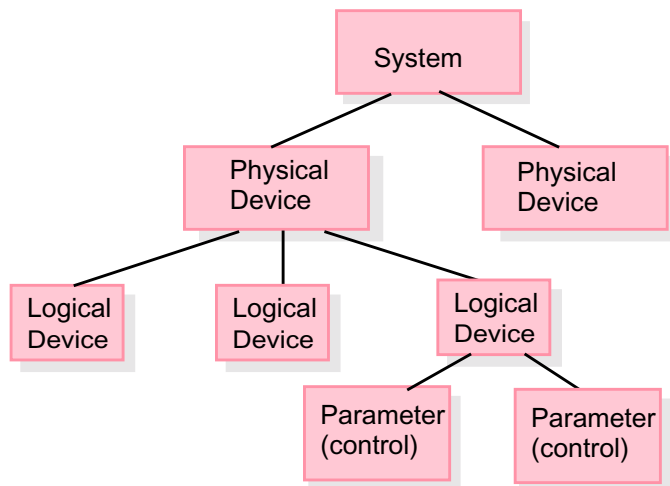 System
Physical
Device
Physical
Device
Logical
Device
Logical
Device
Logical
Device
Parameter
(control)
Parameter
(control)